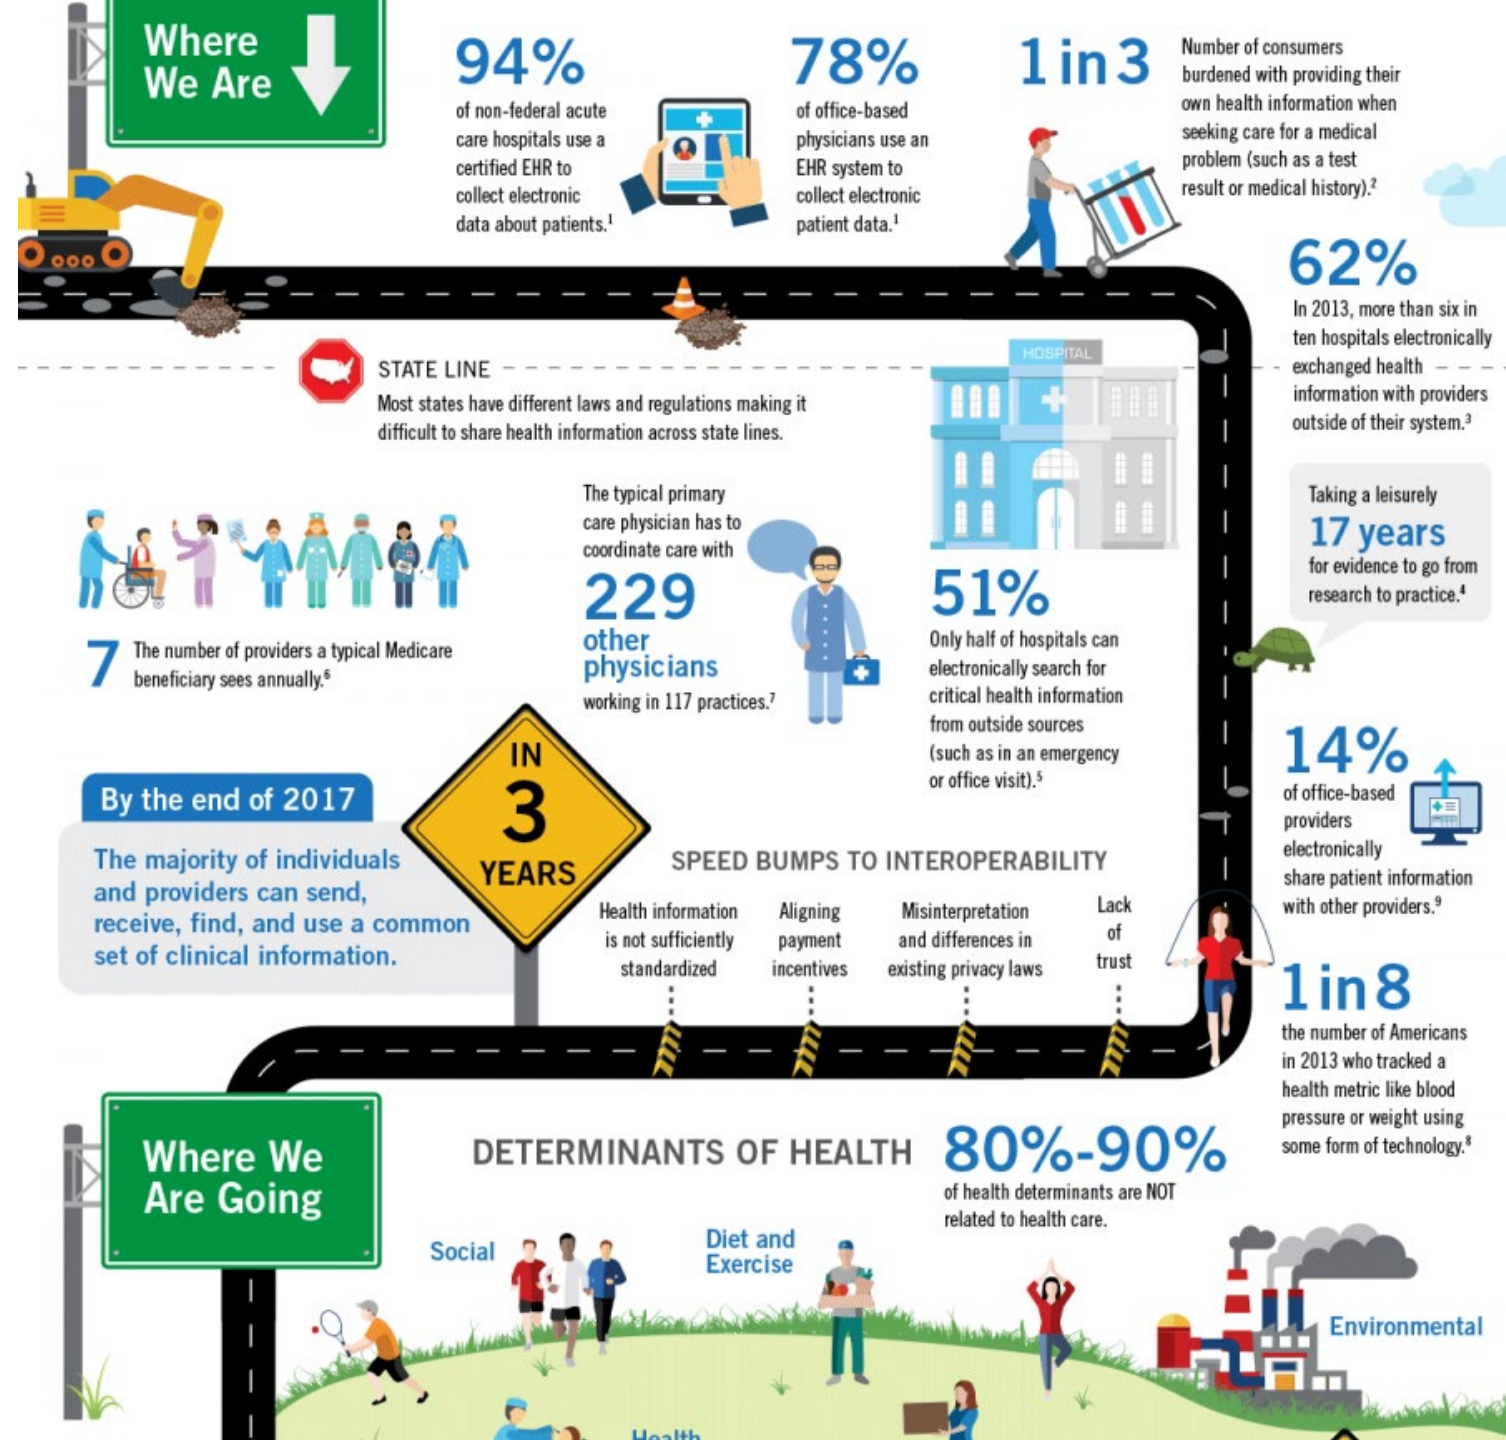 Where
We Are
94%
of non-federal acute
care hospitals use a
certified EHR to
collect electronic
data about patients.¹
78%
of office-based
physicians use an
EHR system to
collect electronic
patient data.¹
1 in 3
Number of consumers
burdened with providing their
own health information when
seeking care for a medical
problem (such as a test
result or medical history).²
62%
In 2013, more than six in
ten hospitals electronically
exchanged health
information with providers
outside of their system.³
STATE LINE
Most states have different laws and regulations making it
difficult to share health information across state lines.
HOSPITAL
Taking a leisurely
17 years
for evidence to go from
research to practice.⁴
7
The number of providers a typical Medicare
beneficiary sees annually.⁶
The typical primary
care physician has to
coordinate care with
229
other
physicians
working in 117 practices.⁷
51%
Only half of hospitals can
electronically search for
critical health information
from outside sources
(such as in an emergency
or office visit).⁵
14%
of office-based
providers
electronically
share patient information
with other providers.⁹
By the end of 2017
The majority of individuals
and providers can send,
receive, find, and use a common
set of clinical information.
IN
3
YEARS
SPEED BUMPS TO INTEROPERABILITY
Health information
is not sufficiently
standardized
Aligning
payment
incentives
Misinterpretation
and differences in
existing privacy laws
Lack
of
trust
1 in 8
the number of Americans
in 2013 who tracked a
health metric like blood
pressure or weight using
some form of technology.⁸
Where We
Are Going
DETERMINANTS OF HEALTH
80%-90%
of health determinants are NOT
related to health care.
Social
Diet and
Exercise
Environmental
Health